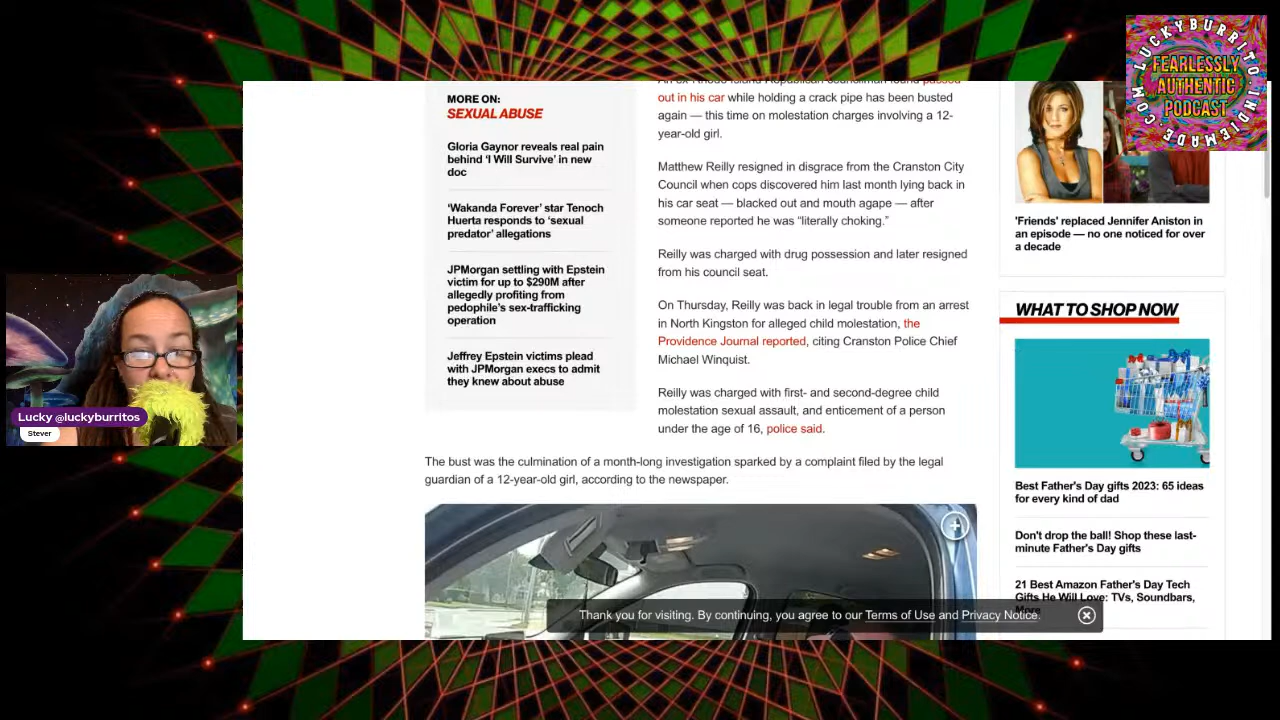 LUCKYBURRITO.INDIEMADE.COM
FEARLESSLY
AUTHENTIC
PODCAST
MORE ON:
SEXUAL ABUSE
Gloria Gaynor reveals real pain
behind ‘I Will Survive’ in new
doc
‘Wakanda Forever’ star Tenoch
Huerta responds to ‘sexual
predator’ allegations
JPMorgan settling with Epstein
victim for up to $290M after
allegedly profiting from
pedophile’s sex-trafficking
operation
Jeffrey Epstein victims plead
with JPMorgan execs to admit
they knew about abuse
An ex-Rhode Island Republican councilman found passed
out in his car while holding a crack pipe has been busted
again — this time on molestation charges involving a 12-
year-old girl.
Matthew Reilly resigned in disgrace from the Cranston City
Council when cops discovered him last month lying back in
his car seat — blacked out and mouth agape — after
someone reported he was “literally choking.”
Reilly was charged with drug possession and later resigned
from his council seat.
On Thursday, Reilly was back in legal trouble from an arrest
in North Kingston for alleged child molestation, the
Providence Journal reported, citing Cranston Police Chief
Michael Winquist.
Reilly was charged with first- and second-degree child
molestation sexual assault, and enticement of a person
under the age of 16, police said.
The bust was the culmination of a month-long investigation sparked by a complaint filed by the legal
guardian of a 12-year-old girl, according to the newspaper.
'Friends' replaced Jennifer Aniston in
an episode — no one noticed for over
a decade
WHAT TO SHOP NOW
Best Father's Day gifts 2023: 65 ideas
for every kind of dad
Don't drop the ball! Shop these last-
minute Father's Day gifts
21 Best Amazon Father's Day Tech
Gifts He Will Love: TVs, Soundbars,
More
Thank you for visiting. By continuing, you agree to our Terms of Use and Privacy Notice.
Lucky @luckyburritos
Stever